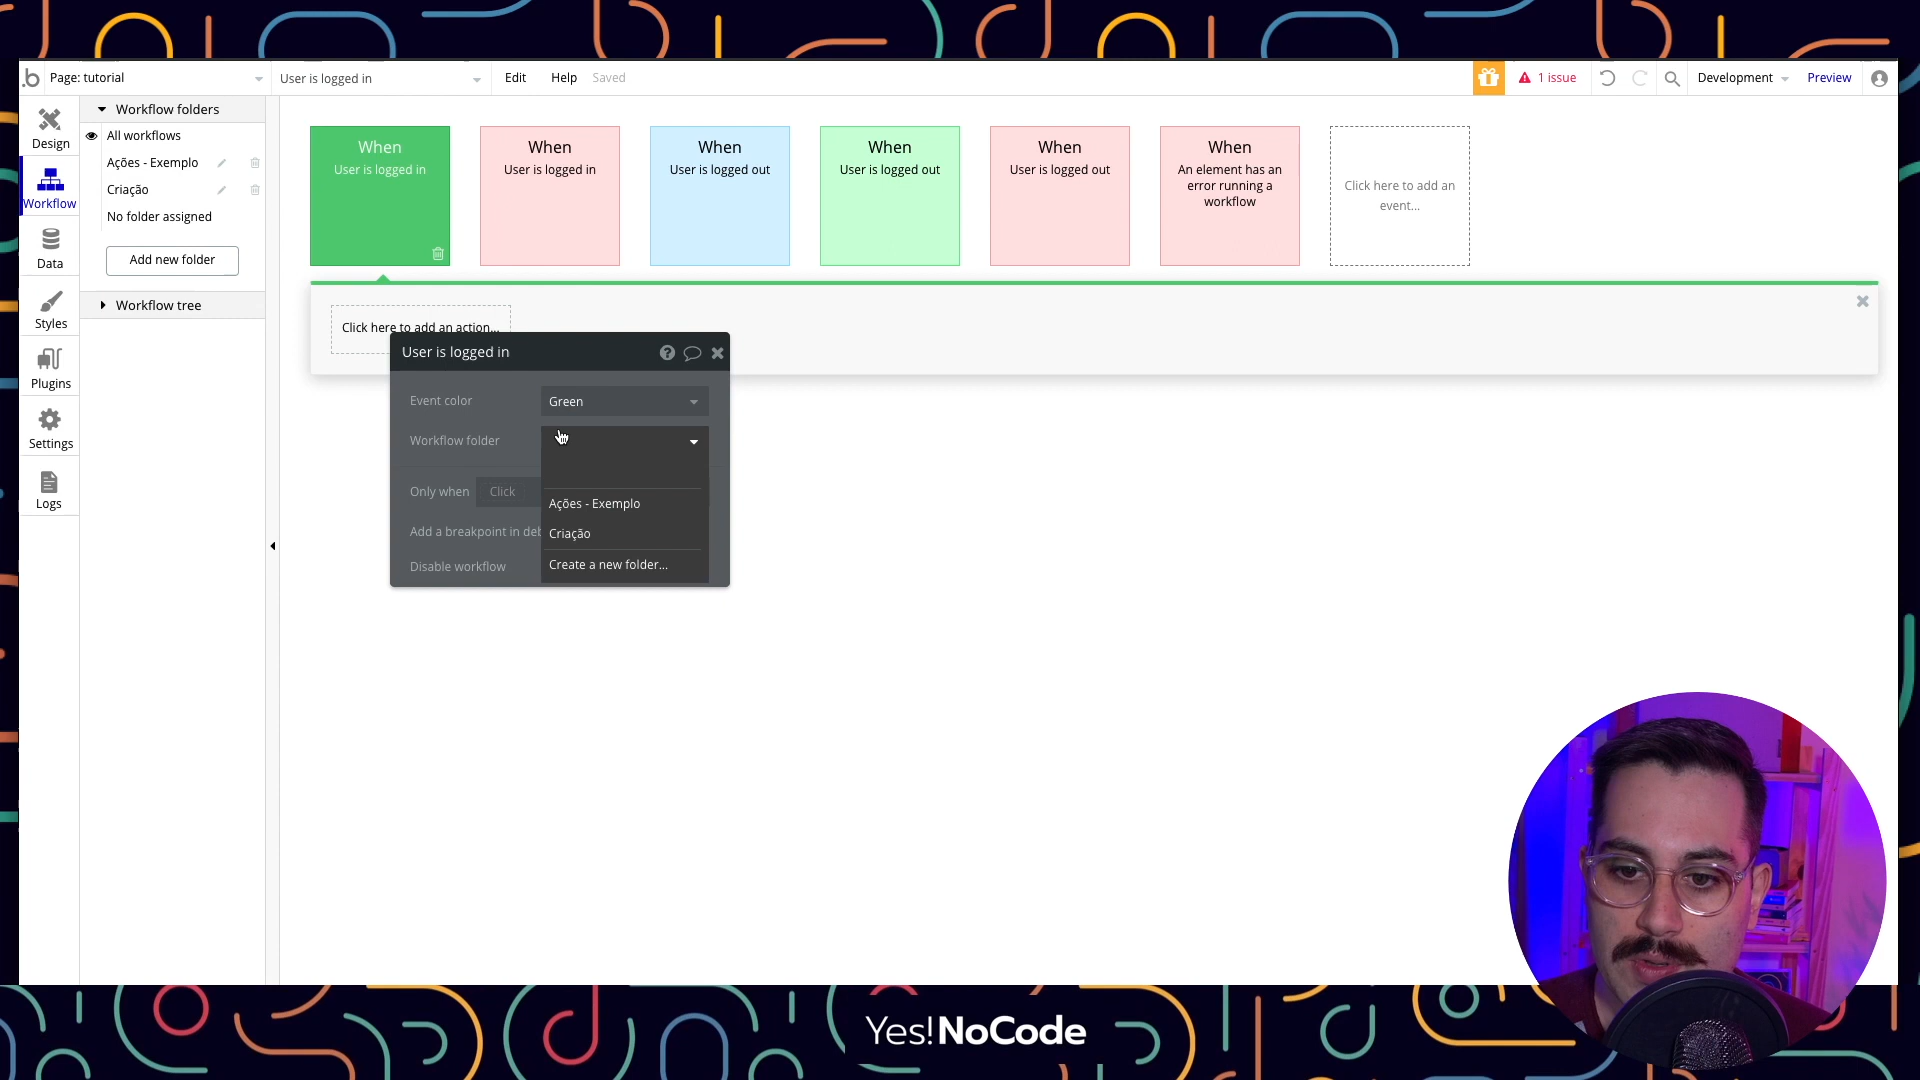 .b Page: tutorial
User is logged in
Edit
Help
Saved
1 issue
Development
Preview
Design
Workflow
Data
Styles
Plugins
Settings
Logs
Workflow folders
All workflows
Ações - Exemplo
Criação
No folder assigned
Add new folder
Workflow tree
When
User is logged in
When
User is logged in
When
User is logged out
When
User is logged out
When
User is logged out
When
An element has an
error running a
workflow
Click here to add an
event...
Click here to add an action...
User is logged in
?
Event color
Green
Workflow folder
Only when
Click
Ações - Exemplo
Criação
Add a breakpoint in deb
Create a new folder...
Disable workflow
Yes!NoCode